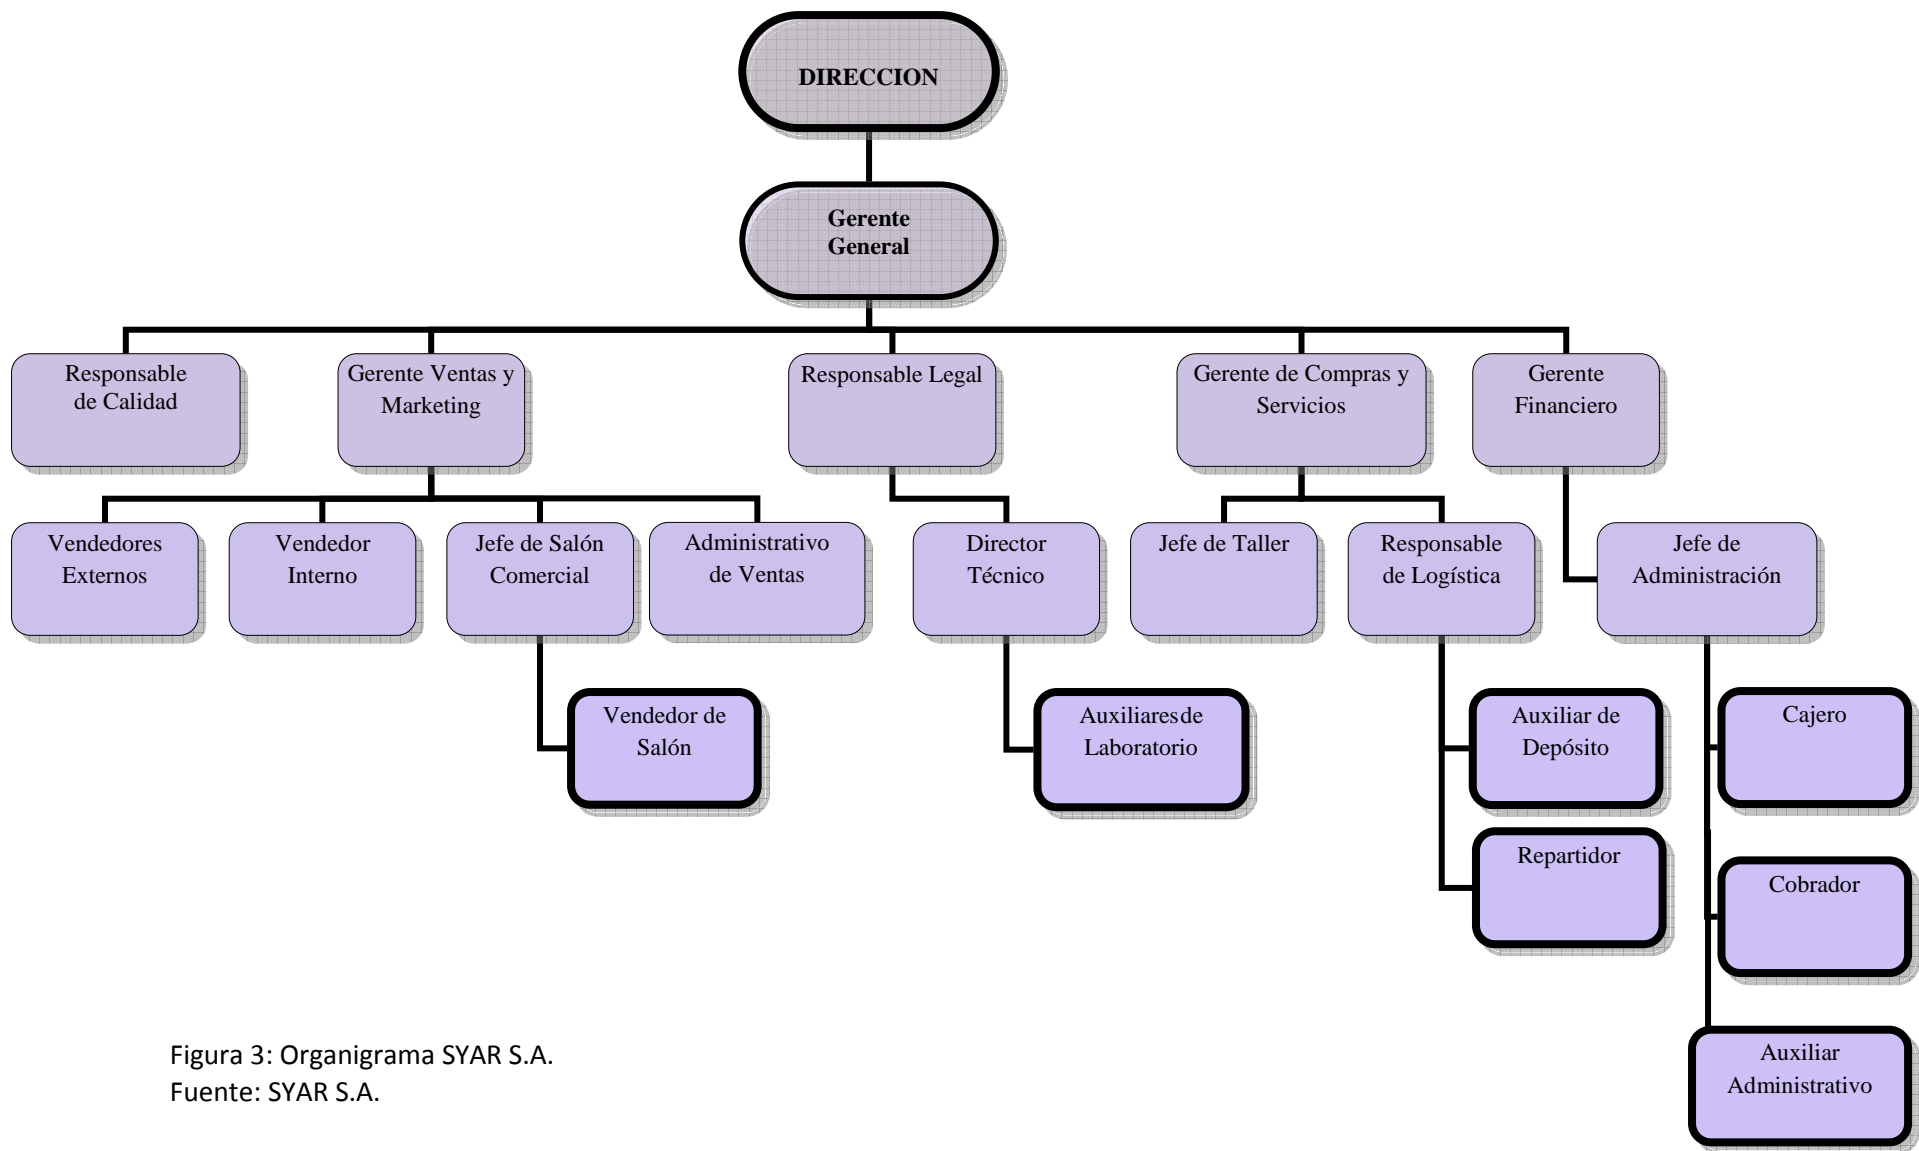 DIRECCION
Gerente
General
Responsable
de Calidad
Gerente Ventas y
Marketing
Responsable Legal
Gerente de Compras y
Servicios
Gerente
Financiero
Vendedores
Externos
Vendedor
Interno
Jefe de Salón
Comercial
Administrativo
de Ventas
Director
Técnico
Jefe de Taller
Responsable
de Logística
Jefe de
Administración
Vendedor de
Salón
Auxiliares de
Laboratorio
Auxiliar de
Depósito
Cajero
Repartidor
Cobrador
Auxiliar
Administrativo
Figura 3: Organigrama SYAR S.A.
Fuente: SYAR S.A.